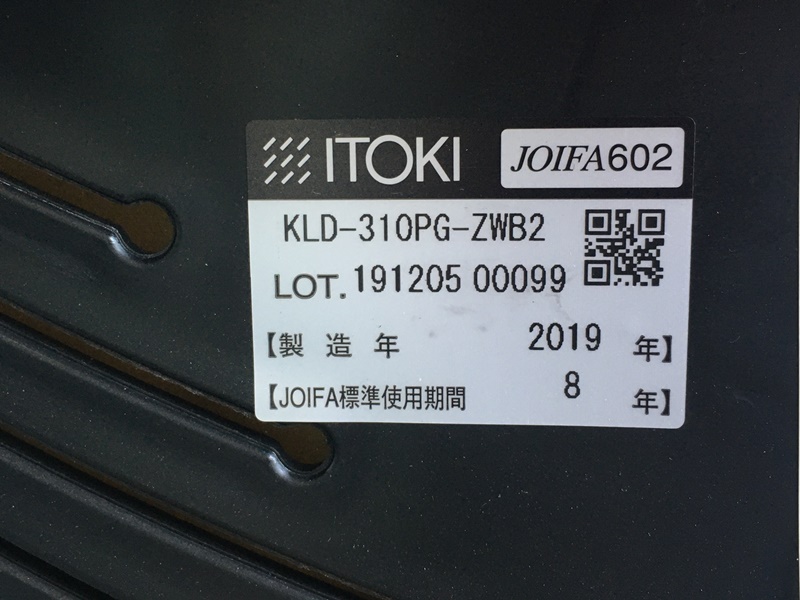 ITOKI JOIFA602
KLD-310PG-ZWB2
LOT. 191205 00099
【製造年 2019 年】
【JOIFA標準使用期間 8 年】